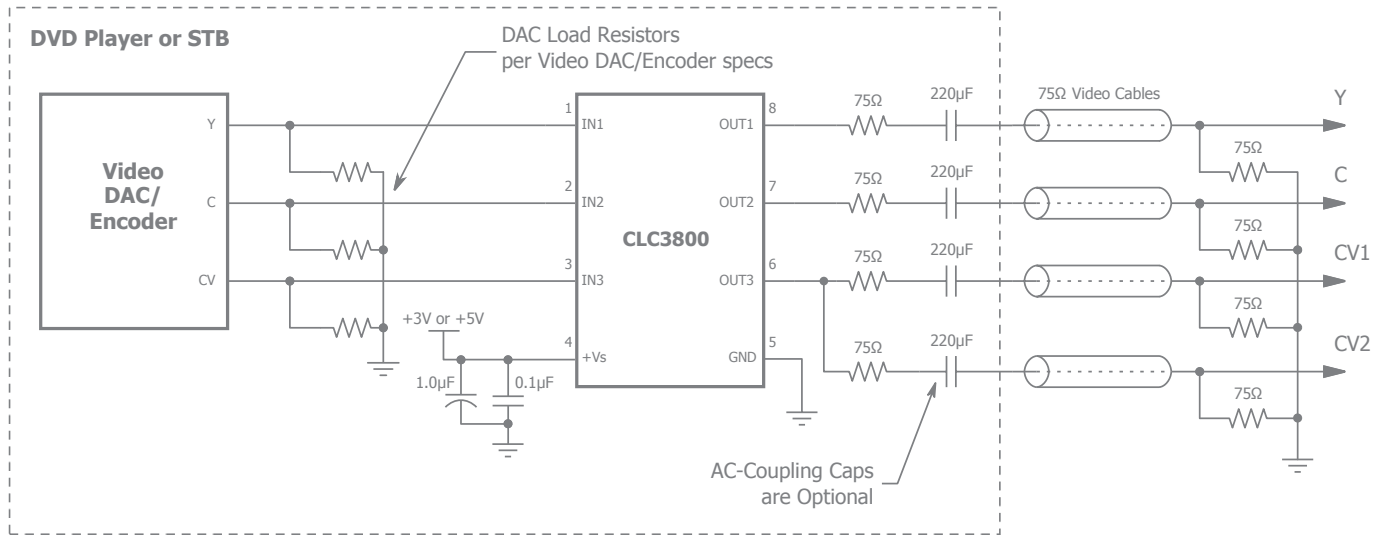 DVD Player or STB
DAC Load Resistors
per Video DAC/Encoder specs
Video
DAC/
Encoder
Y
C
CV
1
IN1
2
IN2
3
IN3
4
+Vs
+3V or +5V
1.0µF
0.1µF
CLC3800
8
OUT1
7
OUT2
6
OUT3
5
GND
75Ω
220µF
75Ω
220µF
75Ω
220µF
75Ω
220µF
AC-Coupling Caps
are Optional
75Ω Video Cables
Y
75Ω
C
75Ω
CV1
75Ω
CV2
75Ω